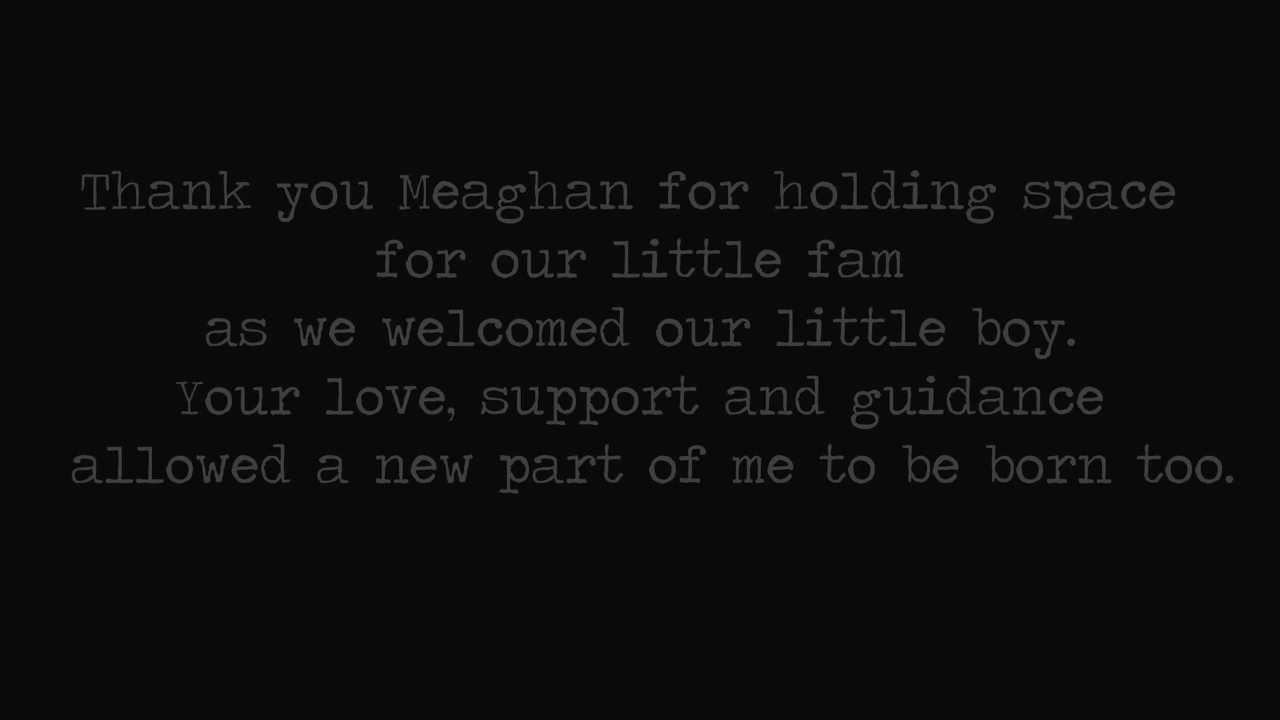 Thank you Meaghan for holding space
for our little fam
as we welcomed our little boy.
Your love, support and guidance
allowed a new part of me to be born too.